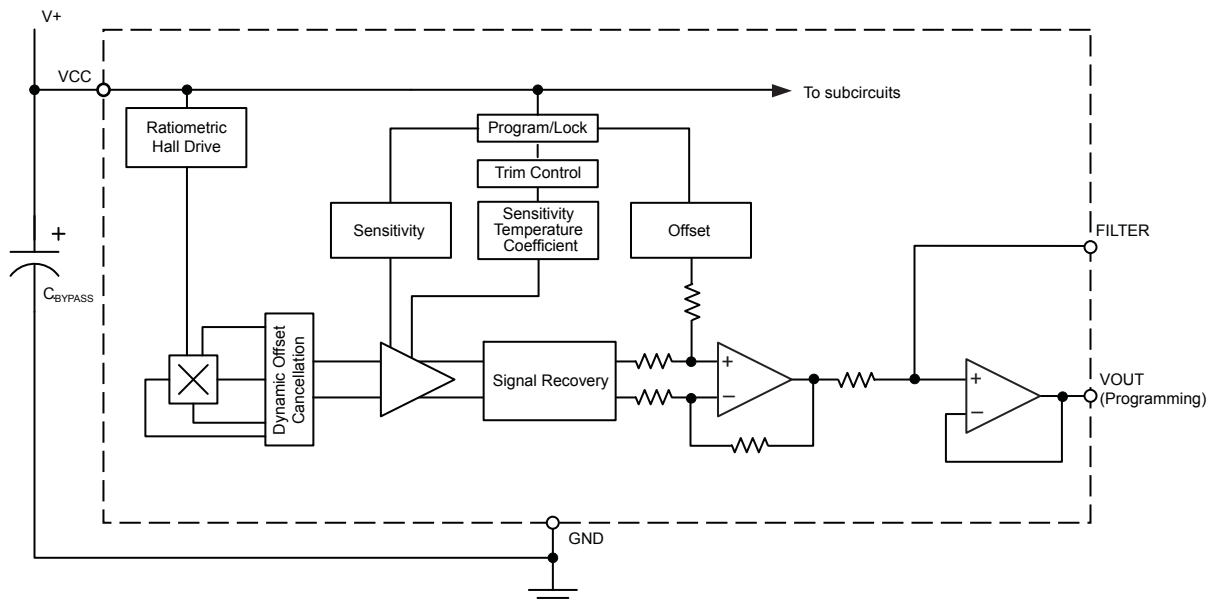 V+
VCC
To subcircuits
Ratiometric
Hall Drive
Program/Lock
Trim Control
Sensitivity
Sensitivity
Temperature
Coefficient
Offset
FILTER
+
CBYPASS
Dynamic Offset
Cancellation
Signal Recovery
+
–
+
–
VOUT
(Programming)
GND